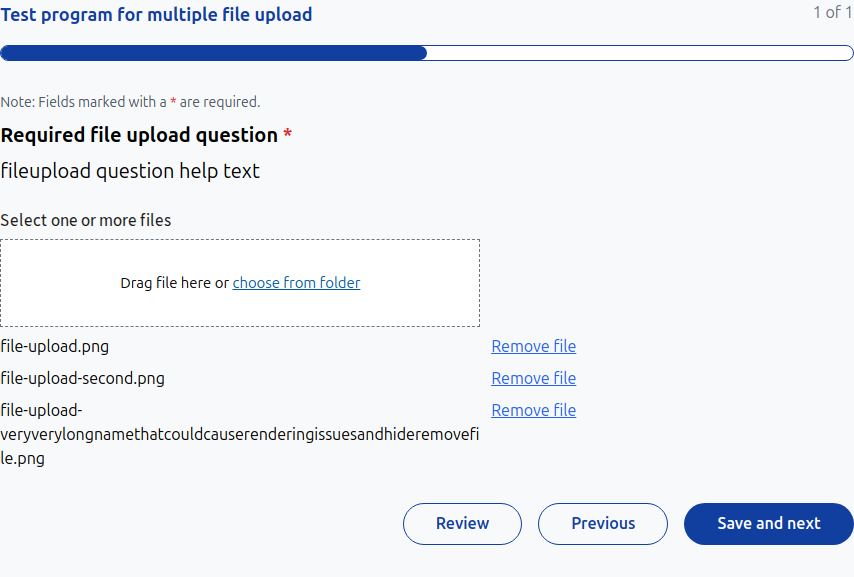 Test program for multiple file upload
1 of 1
Note: Fields marked with a * are required.
Required file upload question *
fileupload question help text
Select one or more files
Drag file here or choose from folder
file-upload.png Remove file
file-upload-second.png Remove file
file-upload- Remove file
veryverylongnamethatcouldcauserenderingissuesandhideremovefi
le.png
Review Previous Save and next